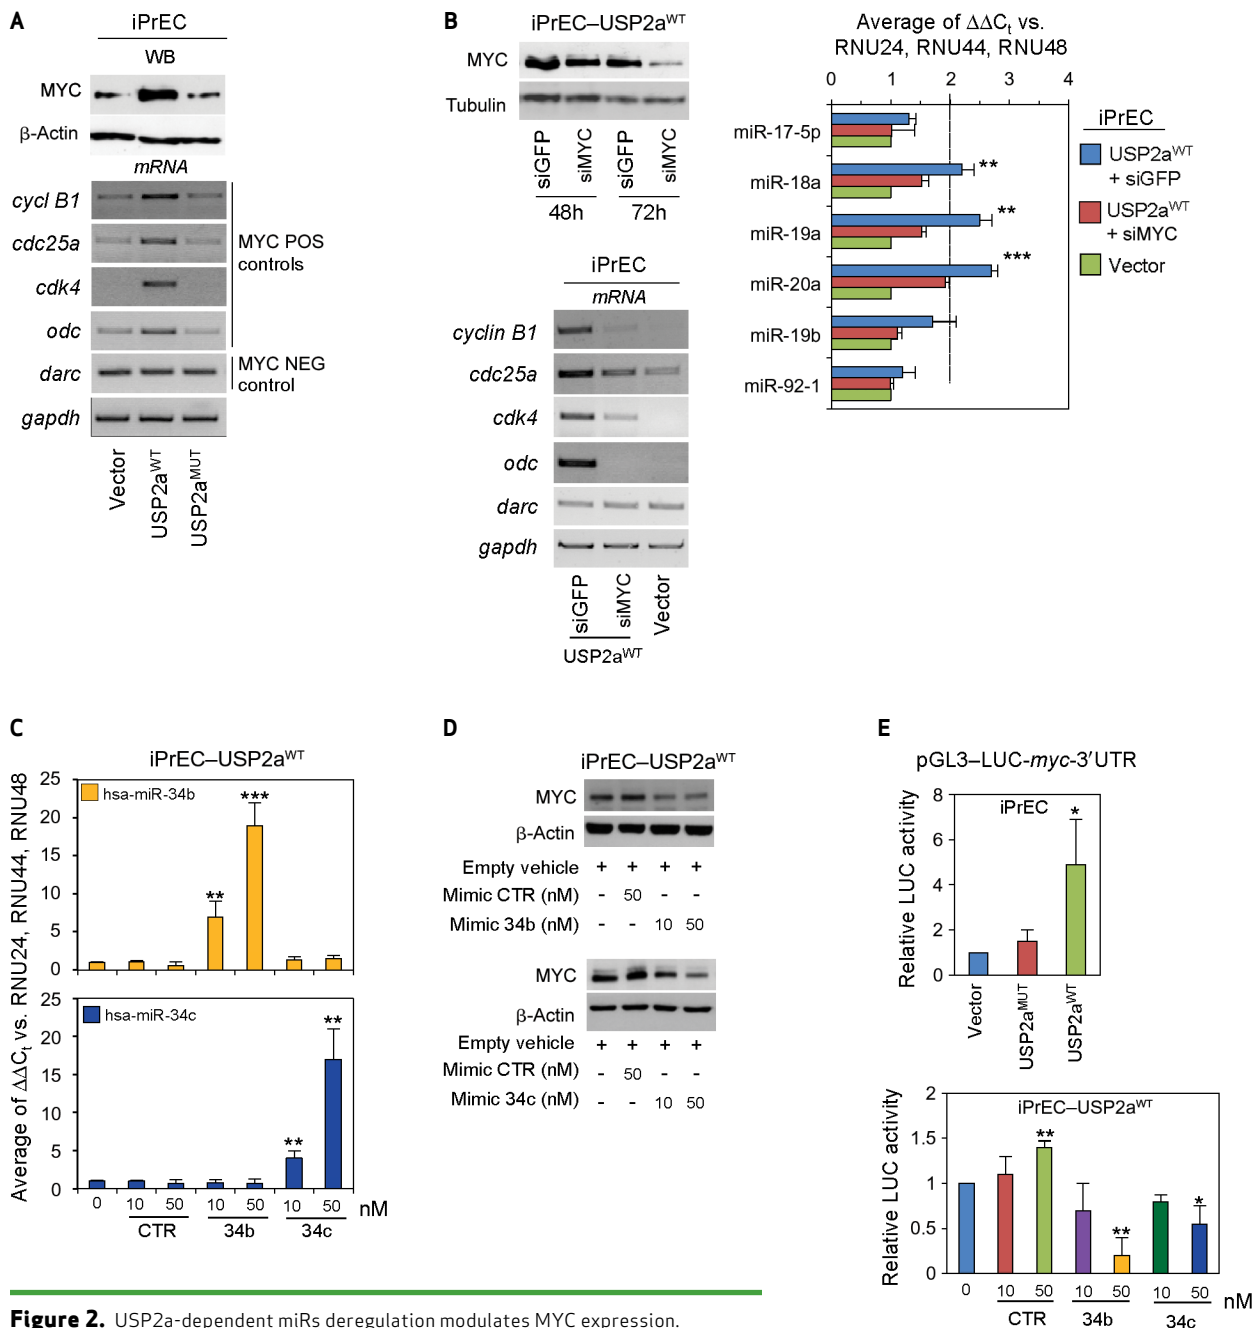 A
iPrEC
WB
MYC
β-Actin
mRNA
cycl B1
cdc25a
cdk4
odc
darc
gapdh
MYC POS
controls
MYC NEG
control
Vector
USP2aWT
USP2aMUT
B
iPrEC–USP2aWT
MYC
Tubulin
siGFP
siMYC
siGFP
siMYC
48h
72h
iPrEC
mRNA
cyclin B1
cdc25a
cdk4
odc
darc
gapdh
siGFP
siMYC
Vector
USP2aWT
Average of ΔΔCt vs.
RNU24, RNU44, RNU48
0 1 2 3 4
miR-17-5p
miR-18a
**
miR-19a
**
miR-20a
***
miR-19b
miR-92-1
iPrEC
USP2aWT
+ siGFP
USP2aWT
+ siMYC
Vector
C
iPrEC–USP2aWT
Average of ΔΔCt vs. RNU24, RNU44, RNU48
25
20
15
10
5
0
hsa-miR-34b
**
***
25
20
15
10
5
0
hsa-miR-34c
**
**
0 10 50 10 50 10 50 nM
CTR 34b 34c
D
iPrEC–USP2aWT
MYC
β-Actin
Empty vehicle + + + +
Mimic CTR (nM) - 50 - -
Mimic 34b (nM) - - 10 50
MYC
β-Actin
Empty vehicle + + + +
Mimic CTR (nM) - 50 - -
Mimic 34c (nM) - - 10 50
E
pGL3–LUC-myc-3′UTR
iPrEC
Relative LUC activity
8
6
4
2
0
*
Vector
USP2aMUT
USP2aWT
iPrEC–USP2aWT
Relative LUC activity
2
1.5
1
0.5
0
**
**
*
0 10 50 10 50 10 50 nM
CTR 34b 34c
Figure 2. USP2a-dependent miRs deregulation modulates MYC expression.